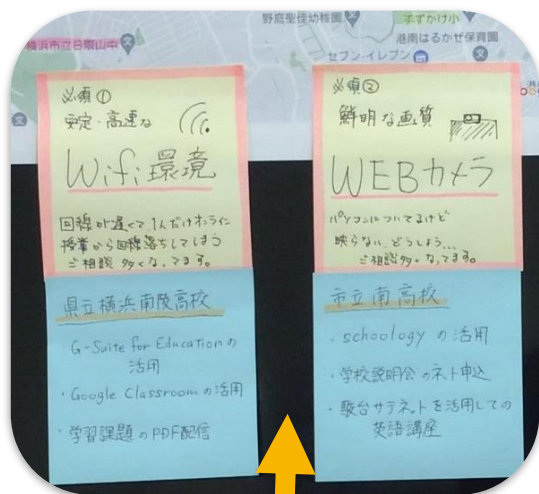 野庭聖佳幼稚園
すずかけ小
横浜市立日限山中
港南はるかぜ保育園
セブン-イレブン
必須①
安定・高速な
Wifi環境
回線が遅くて1人だけオンライン
授業から回線落ちしてしまう
ご相談多くなってます。
県立横浜南陵高校
G-Suite for Educationの
活用
・Google Classroomの活用
・学習課題のPDF配信
必須②
鮮明な画質
WEBカメラ
パソコンについてるけど
映らない、どうしよう...
ご相談多くなってます。
市立南高校
・schoologyの活用
・学校説明会のネット申込
・駿台サテネットを活用しての
英語講座